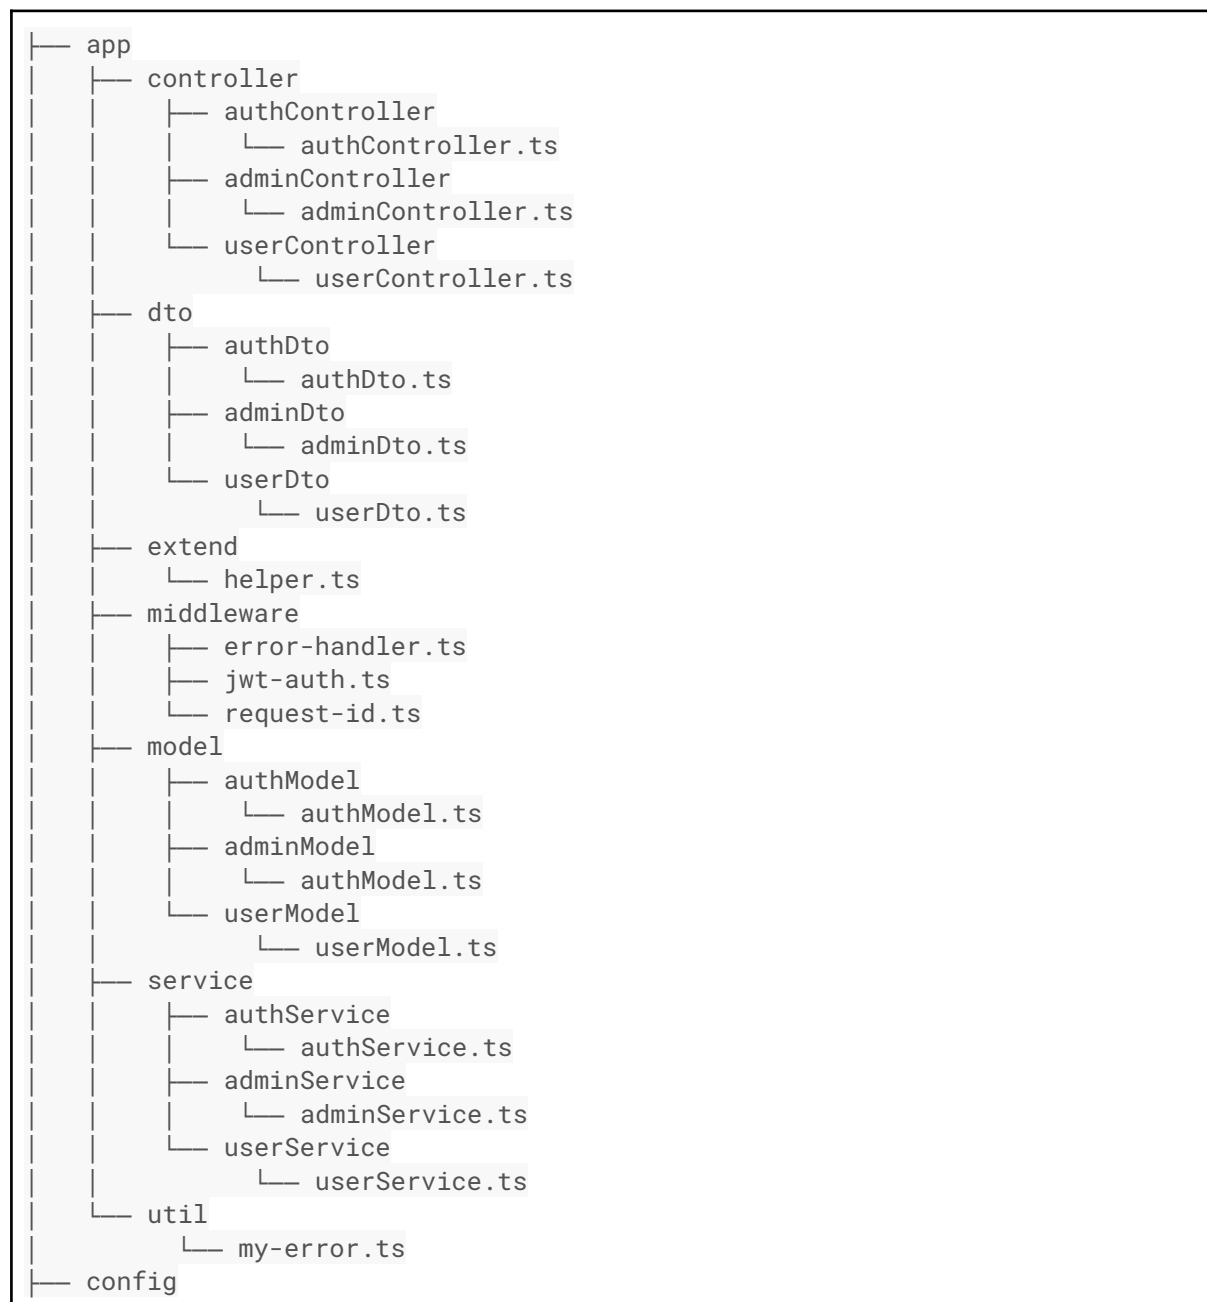 ├── app
│   ├── controller
│   │    ├── authController
│   │    │    └── authController.ts
│   │    ├── adminController
│   │    │    └── adminController.ts
│   │    └── userController
│   │          └── userController.ts
│   ├── dto
│   │    ├── authDto
│   │    │    └── authDto.ts
│   │    ├── adminDto
│   │    │    └── adminDto.ts
│   │    └── userDto
│   │          └── userDto.ts
│   ├── extend
│   │    └── helper.ts
│   ├── middleware
│   │    ├── error-handler.ts
│   │    ├── jwt-auth.ts
│   │    └── request-id.ts
│   ├── model
│   │    ├── authModel
│   │    │    └── authModel.ts
│   │    ├── adminModel
│   │    │    └── authModel.ts
│   │    └── userModel
│   │          └── userModel.ts
│   ├── service
│   │    ├── authService
│   │    │    └── authService.ts
│   │    ├── adminService
│   │    │    └── adminService.ts
│   │    └── userService
│   │          └── userService.ts
│   └── util
│         └── my-error.ts
├── config